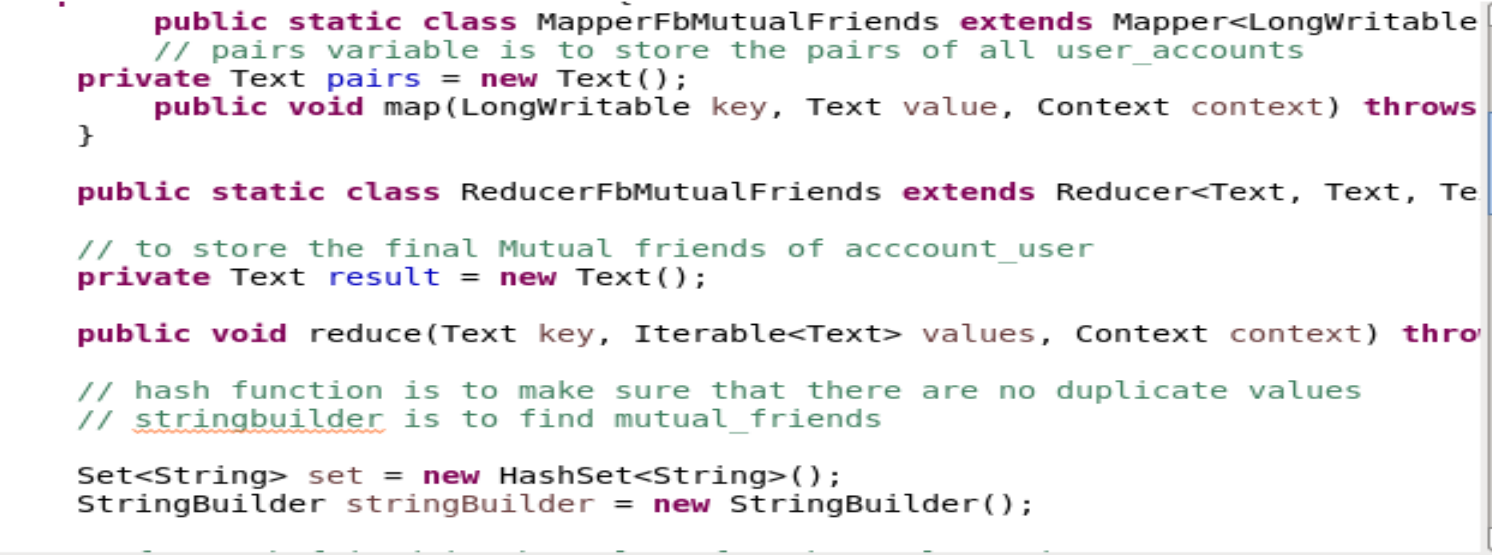 public static class MapperFbMutualFriends extends Mapper<LongWritable
// pairs variable is to store the pairs of all user_accounts
private Text pairs = new Text();
public void map(LongWritable key, Text value, Context context) throws
}
public static class ReducerFbMutualFriends extends Reducer<Text, Text, Te
// to store the final Mutual friends of acccount_user
private Text result = new Text();
public void reduce(Text key, Iterable<Text> values, Context context) thro
// hash function is to make sure that there are no duplicate values
// stringbuilder is to find mutual_friends
Set<String> set = new HashSet<String>();
StringBuilder stringBuilder = new StringBuilder();